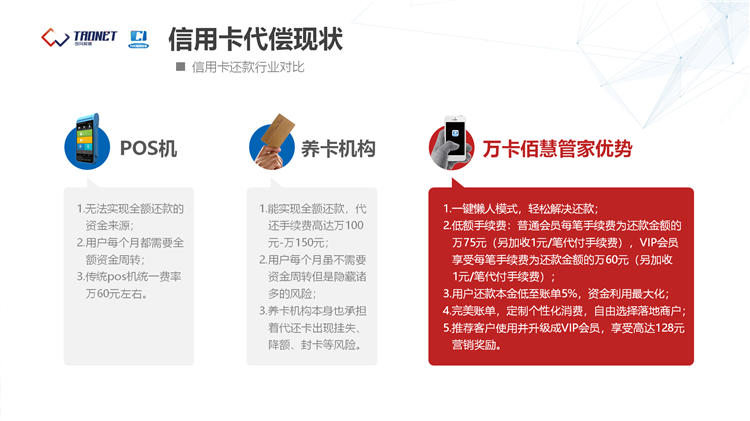 TAONET
信用卡代偿现状
信用卡还款行业对比
POS机
1.无法实现全额还款的
资金来源；
2.用户每个月都需要全
额资金周转；
3.传统pos机统一费率
万60元左右。
养卡机构
1.能实现全额还款，代
还手续费高达万100
元-万150元；
2.用户每个月虽不需要
资金周转但是隐藏诸
多的风险；
3.养卡机构本身也承担
着代还卡出现挂失、
降额、封卡等风险。
万卡佰慧管家优势
1.一键懒人模式，轻松解决还款；
2.低额手续费：普通会员每笔手续费为还款金额的
万75元（另加收1元/笔代付手续费），VIP会员
享受每笔手续费为还款金额的万60元（另加收
1元/笔代付手续费）；
3.用户还款本金低至账单5%，资金利用最大化；
4.完美账单，定制个性化消费，自由选择落地商户；
5.推荐客户使用并升级成VIP会员，享受高达128元
营销奖励。